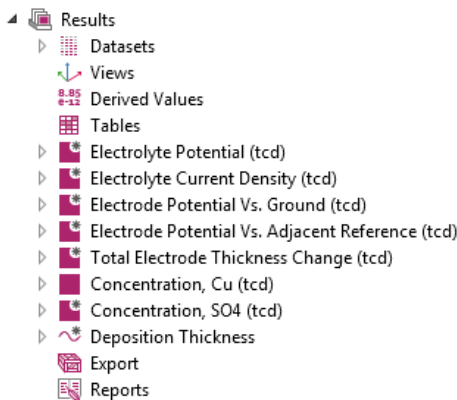 Results
Datasets
Views
8.85
e-12 Derived Values
Tables
Electrolyte Potential (tcd)
Electrolyte Current Density (tcd)
Electrode Potential Vs. Ground (tcd)
Electrode Potential Vs. Adjacent Reference (tcd)
Total Electrode Thickness Change (tcd)
Concentration, Cu (tcd)
Concentration, SO4 (tcd)
Deposition Thickness
Export
Reports